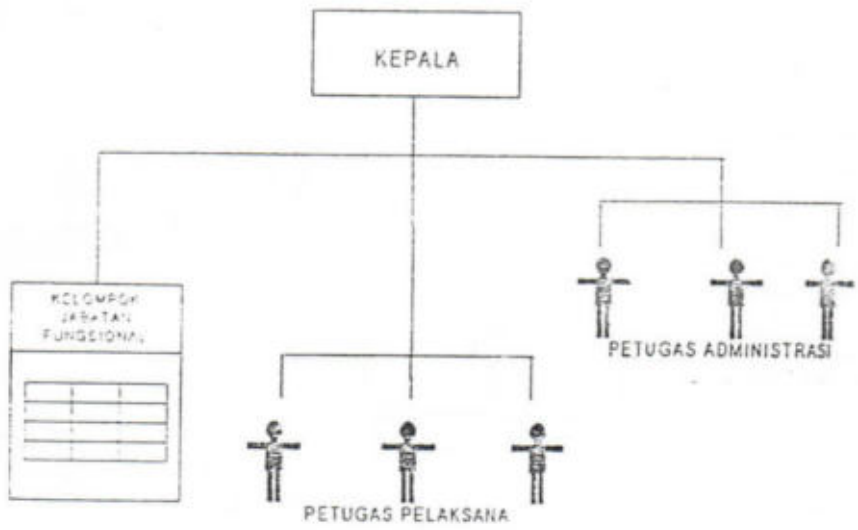 KEPALA
KELOMPOK
JABATAN
FUNGSIONAL
PETUGAS ADMINISTRASI
PETUGAS PELAKSANA